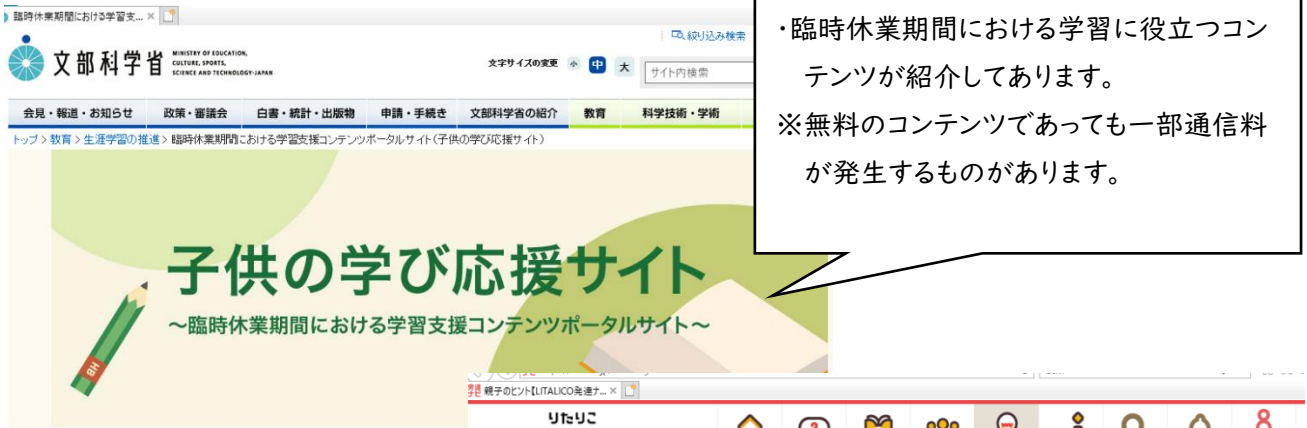 臨時休業期間における学習支...
文部科学省
MINISTRY OF EDUCATION,
CULTURE, SPORTS,
SCIENCE AND TECHNOLOGY-JAPAN
絞り込み検索
文字サイズの変更 小 中 大
サイト内検索
会見・報道・お知らせ 政策・審議会 白書・統計・出版物 申請・手続き 文部科学省の紹介 教育 科学技術・学術
トップ > 教育 > 生涯学習の推進 > 臨時休業期間における学習支援コンテンツポータルサイト(子供の学び応援サイト)
子供の学び応援サイト
~臨時休業期間における学習支援コンテンツポータルサイト~
HB
・臨時休業期間における学習に役立つコン
テンツが紹介してあります。
※無料のコンテンツであっても一部通信料
が発生するものがあります。
親子のヒント【LITALICO発達ナ...
りたりこ